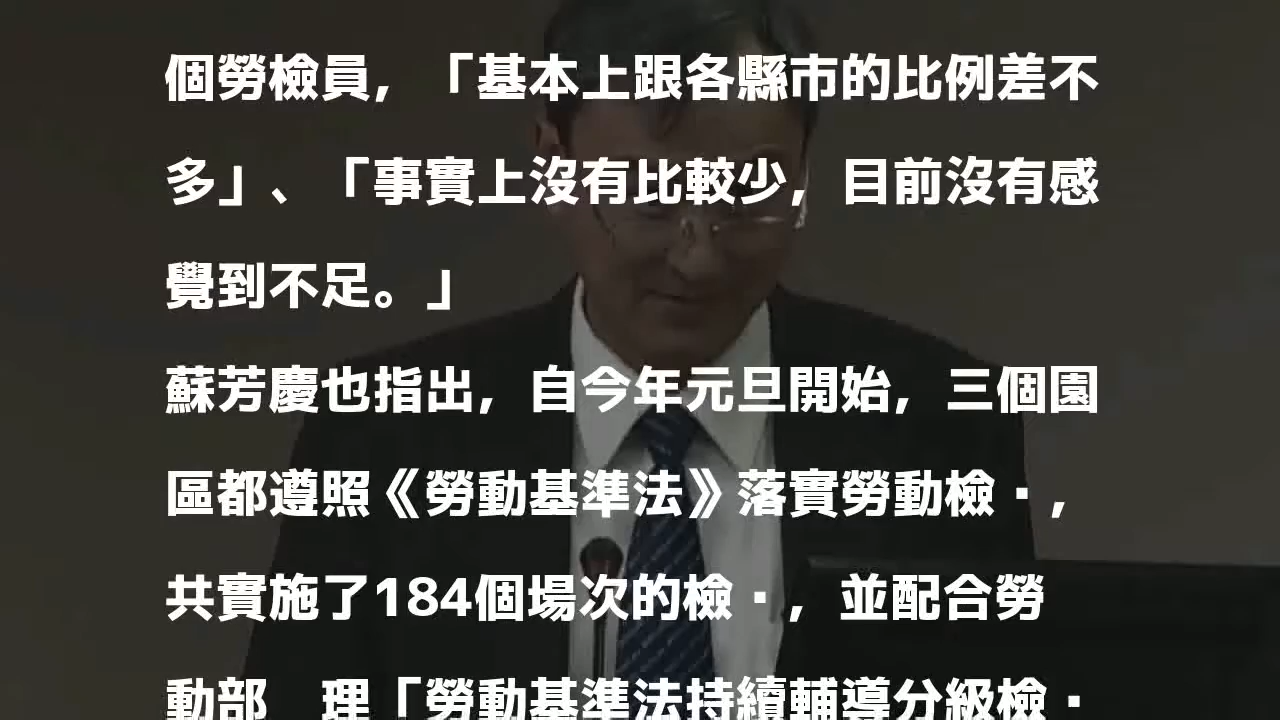 個勞檢員，「基本上跟各縣市的比例差不
多」、「事實上沒有比較少，目前沒有感
覺到不足。」
蘇芳慶也指出，自今年元旦開始，三個園
區都遵照《勞動基準法》落實勞動檢▪，
共實施了184個場次的檢▪，並配合勞
動部　理「勞動基準法持續輔導分級檢▪